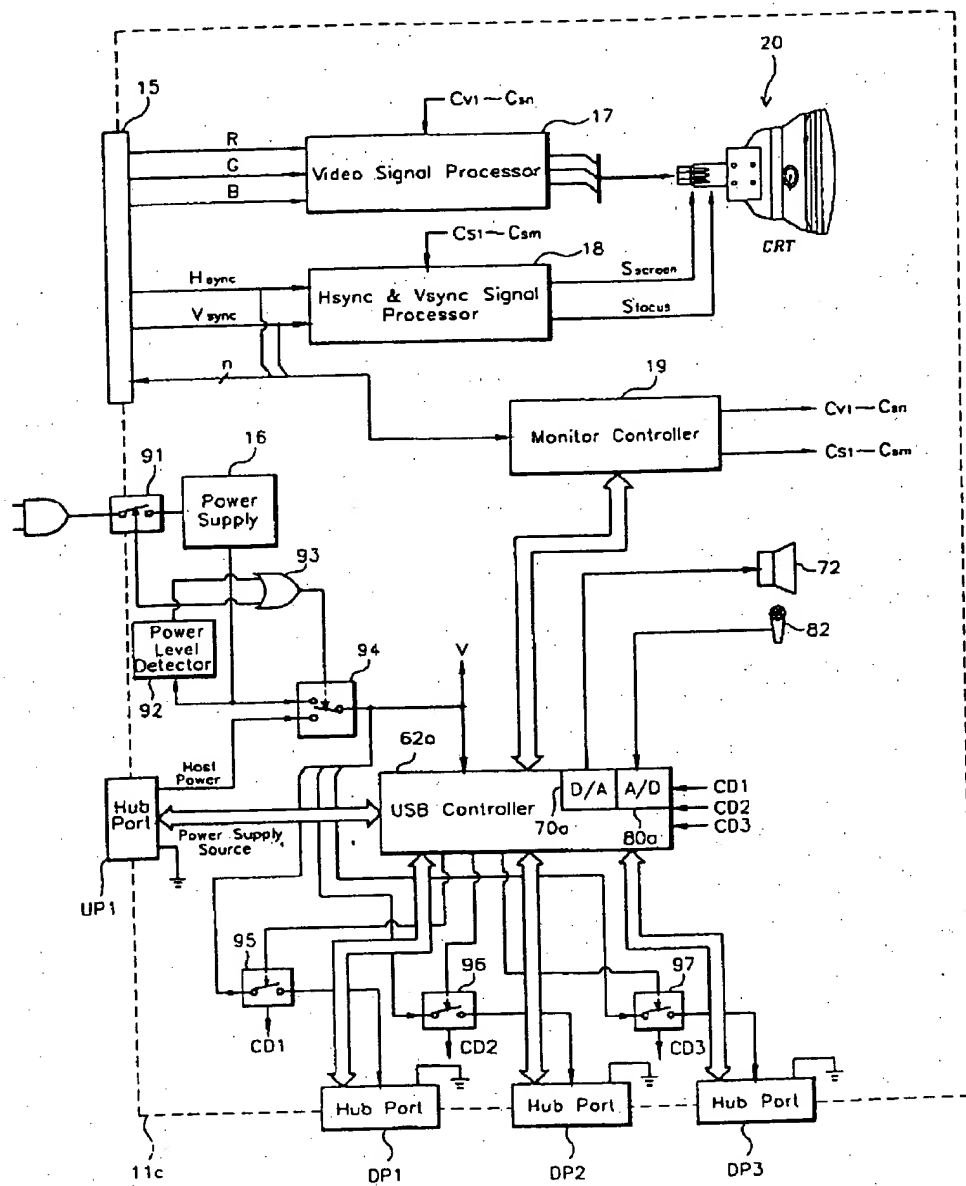 20
15
Cv1—Csn
17
R
G
B
Video Signal Processor
CRT
Cs1—Csm
18
Hsync
Vsync
Hsync & Vsync Signal
Processor
Sscreen
Sfocus
n
19
Monitor Controller
Cv1—Csn
Cs1—Csm
91
16
Power
Supply
93
72
82
Power
Level
Detector
92
94
V
62a
Host
Power
Hub
Port
Power Supply
Source
USB Controller
D/A
A/D
70a
80a
CD1
CD2
CD3
UP1
95
96
97
CD1
CD2
CD3
Hub Port
Hub Port
Hub Port
11c
DP1
DP2
DP3